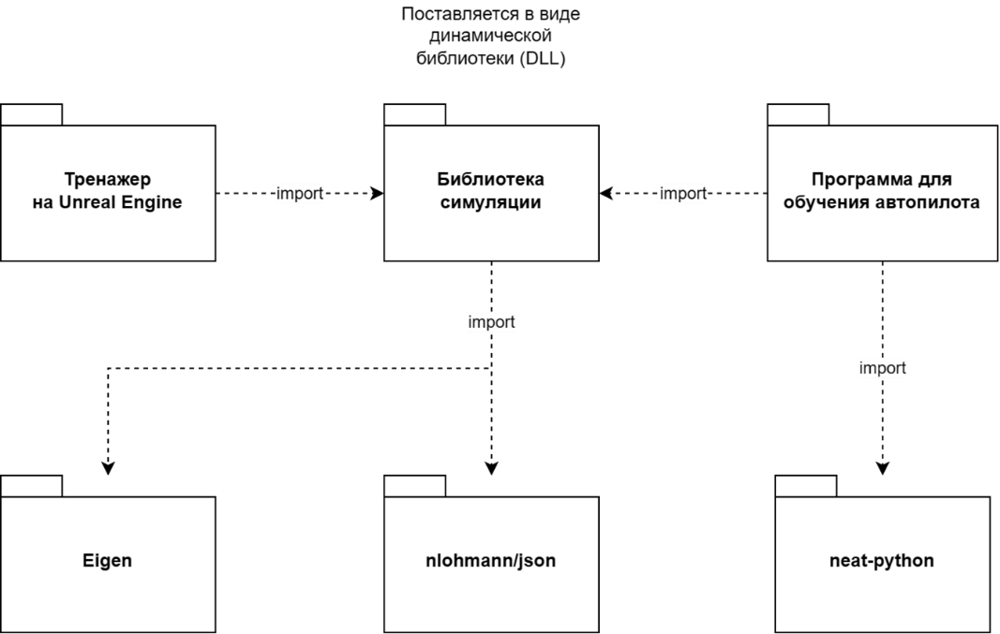 Поставляется в виде
динамической
библиотеки (DLL)
Тренажер
на Unreal Engine
import
Библиотека
симуляции
import
Программа для
обучения автопилота
import
import
Eigen
nlohmann/json
neat-python